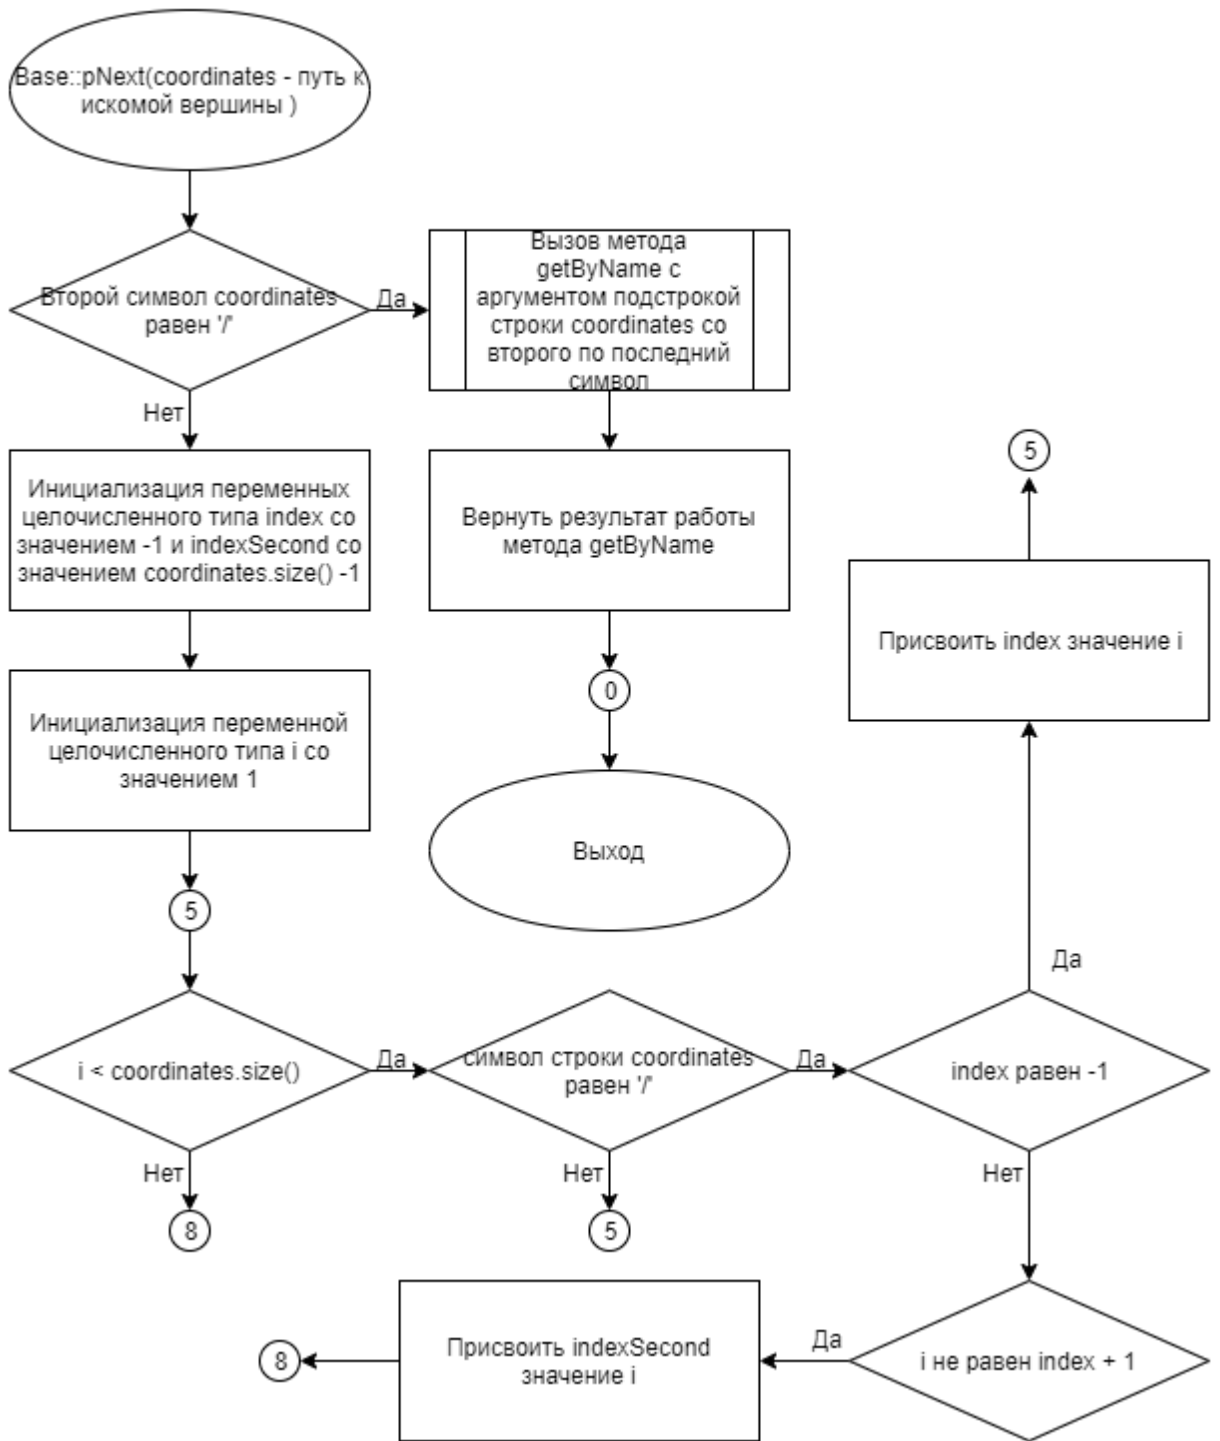 Base::pNext(coordinates - путь к
искомой вершины )
Второй символ coordinates
равен '/'
Да
Вызов метода
getByName с
аргументом подстрокой
строки coordinates со
второго по последний
символ
Нет
Инициализация переменных
целочисленного типа index со
значением -1 и indexSecond со
значением coordinates.size() -1
Вернуть результат работы
метода getByName
5
Присвоить index значение i
0
Инициализация переменной
целочисленного типа i со
значением 1
Выход
5
Да
i < coordinates.size()
Да
символ строки coordinates
равен '/'
Да
index равен -1
Нет
8
Нет
5
Нет
8
Присвоить indexSecond
значение i
Да
i не равен index + 1